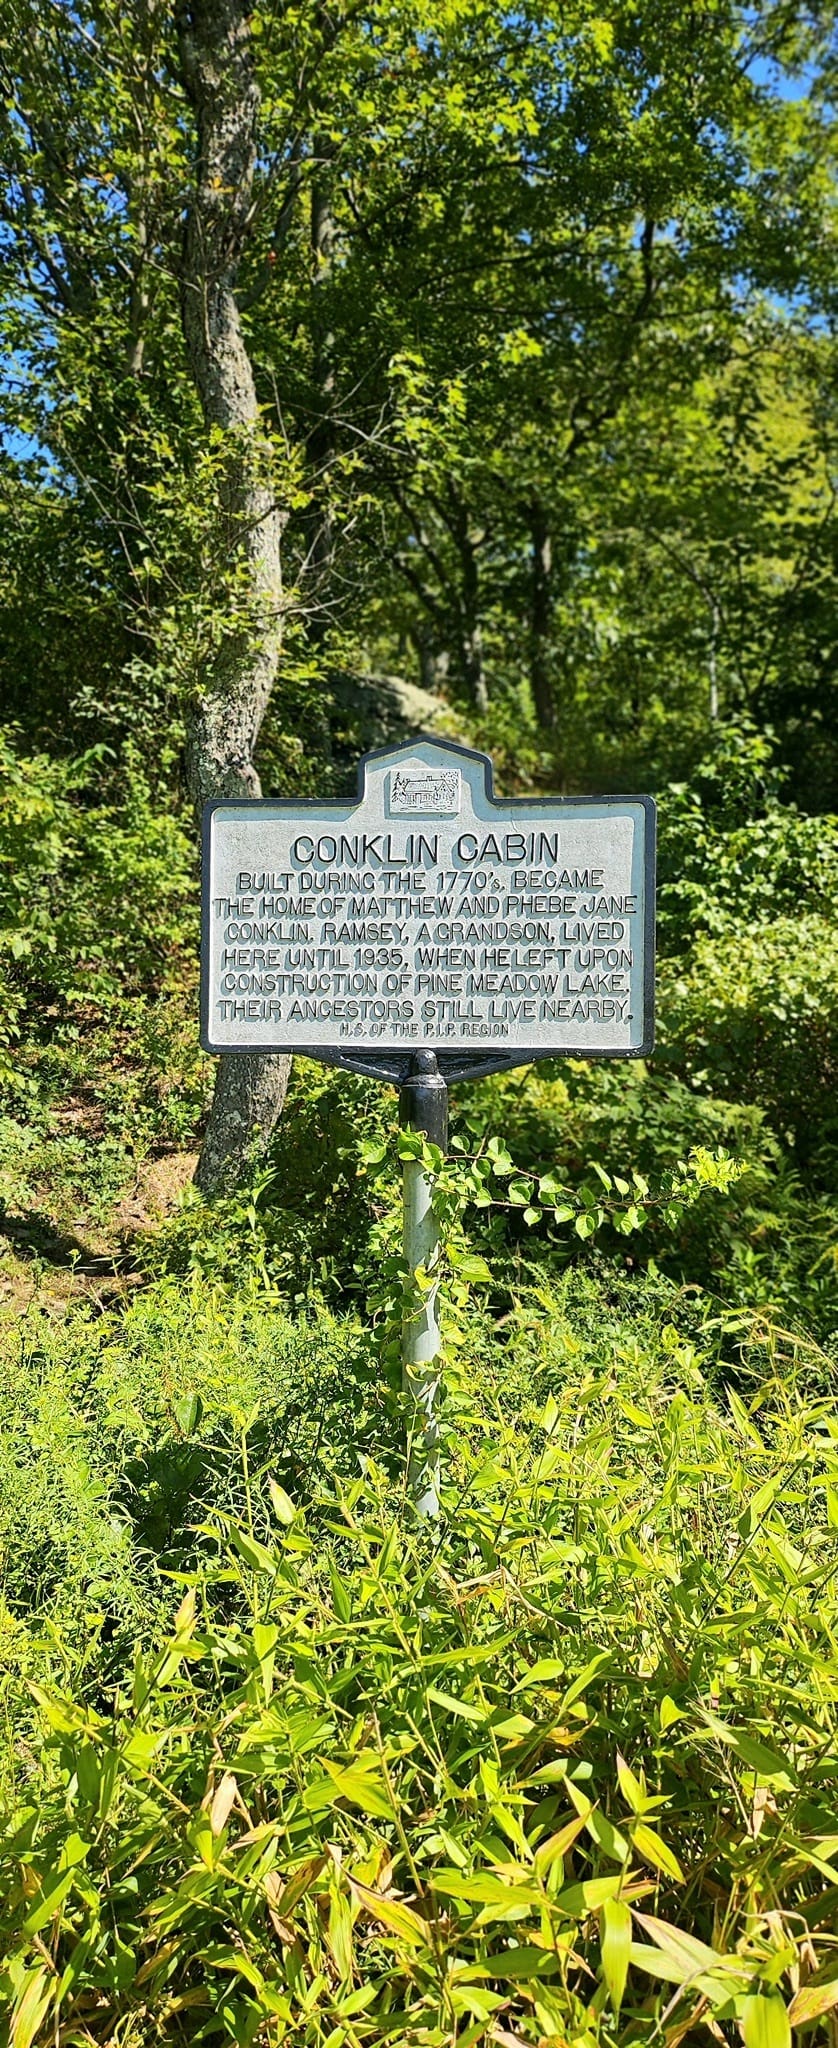 CONKLIN CABIN
BUILT DURING THE 1770's. BECAME
THE HOME OF MATTHEW AND PHEBE JANE
CONKLIN. RAMSEY, A GRANDSON, LIVED
HERE UNTIL 1935, WHEN HE LEFT UPON
CONSTRUCTION OF PINE MEADOW LAKE.
THEIR ANCESTORS STILL LIVE NEARBY.
H.S. OF THE P.I.P. REGION